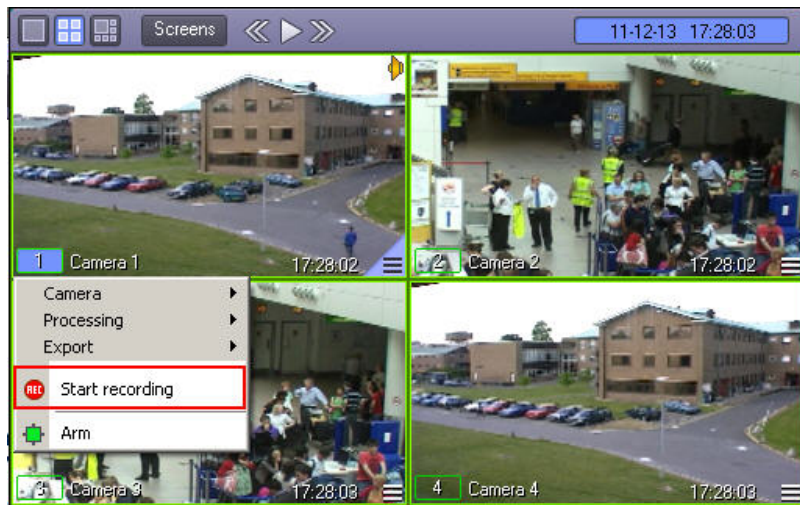 Screens
11-12-13 17:28:03
1 Camera 1 17:28:02
2 Camera 2 17:28:02
Camera
Processing
Export
REC Start recording
Arm
3 Camera 3 17:28:03
4 Camera 4 17:28:03